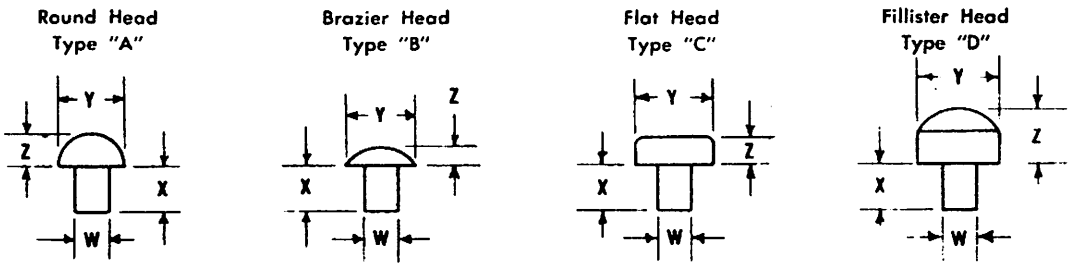 Round Head
Type "A"
Y
Z
X
W
Brazier Head
Type "B"
Y
Z
X
W
Flat Head
Type "C"
Y
Z
X
W
Fillister Head
Type "D"
Y
Z
X
W